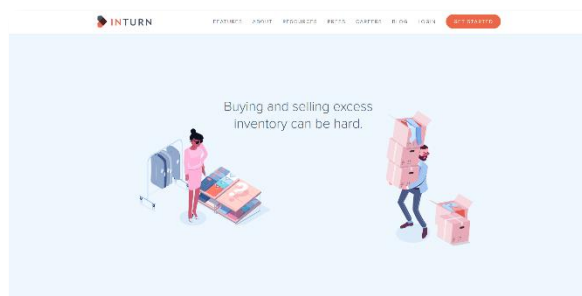 INTURN
FEATURES ABOUT RESOURCES PRESS CAREERS BLOG LOGIN GET STARTED
Buying and selling excess
inventory can be hard.
?